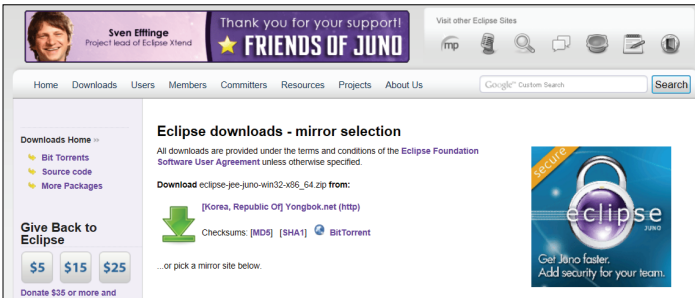 Sven Efftinge
Project lead of Eclipse Xtend
Thank you for your support!
FRIENDS OF JUNO
Visit other Eclipse Sites
mp
Home Downloads Users Members Committers Resources Projects About Us
Google™ Custom Search
Search
Downloads Home »
Bit Torrents
Source code
More Packages
Give Back to
Eclipse
$5 $15 $25
Donate $35 or more and
Eclipse downloads - mirror selection
All downloads are provided under the terms and conditions of the Eclipse Foundation
Software User Agreement unless otherwise specified.
Download eclipse-jee-juno-win32-x86_64.zip from:
[Korea, Republic Of] Yongbok.net (http)
Checksums: [MD5] [SHA1] BitTorrent
...or pick a mirror site below.
secure
eclipse
JUNO
Get Juno faster.
Add security for your team.